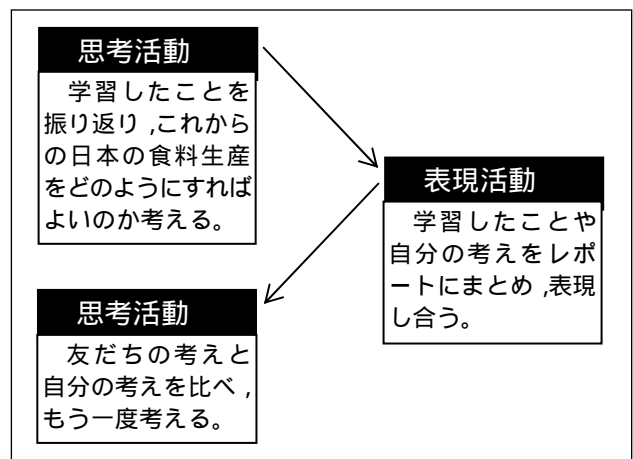 思考活動
学習したことを
振り返り,これから
の日本の食料生産
をどのようにすれば
よいのか考える。
表現活動
学習したことや
自分の考えをレポ
ートにまとめ,表現
し合う。
思考活動
友だちの考えと
自分の考えを比べ,
もう一度考える。